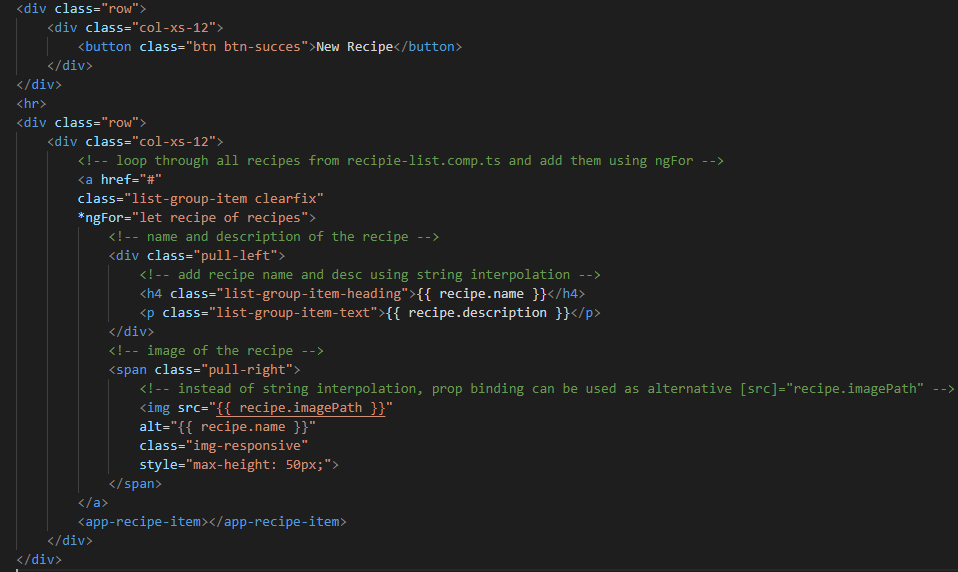 <div class="row">
<div class="col-xs-12">
<button class="btn btn-succes">New Recipe</button>
</div>
</div>
<hr>
<div class="row">
<div class="col-xs-12">
<!-- loop through all recipes from recipie-list.comp.ts and add them using ngFor -->
<a href="#"
class="list-group-item clearfix"
*ngFor="let recipe of recipes">
<!-- name and description of the recipe -->
<div class="pull-left">
<!-- add recipe name and desc using string interpolation -->
<h4 class="list-group-item-heading">{{ recipe.name }}</h4>
<p class="list-group-item-text">{{ recipe.description }}</p>
</div>
<!-- image of the recipe -->
<span class="pull-right">
<!-- instead of string interpolation, prop binding can be used as alternative [src]="recipe.imagePath" -->
<img src="{{ recipe.imagePath }}"
alt="{{ recipe.name }}"
class="img-responsive"
style="max-height: 50px;">
</span>
</a>
<app-recipe-item></app-recipe-item>
</div>
</div>